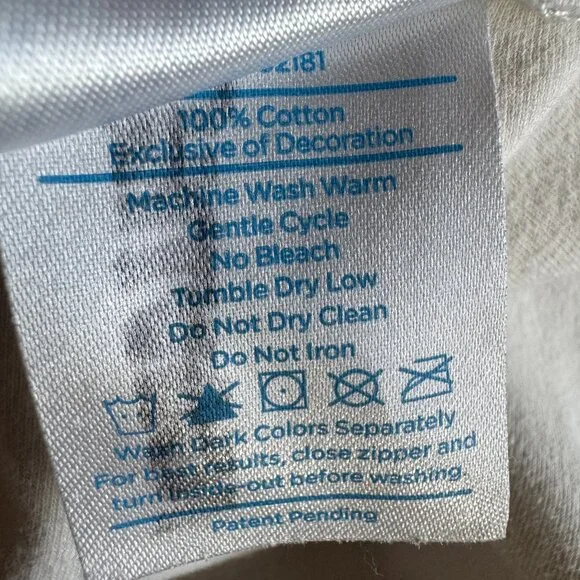 100% Cotton
Exclusive of Decoration
Machine Wash Warm
Gentle Cycle
No Bleach
Tumble Dry Low
Do Not Dry Clean
Do Not Iron
Wash Dark Colors Separately
For best results, close zipper and
turn inside-out before washing
Patent Pending